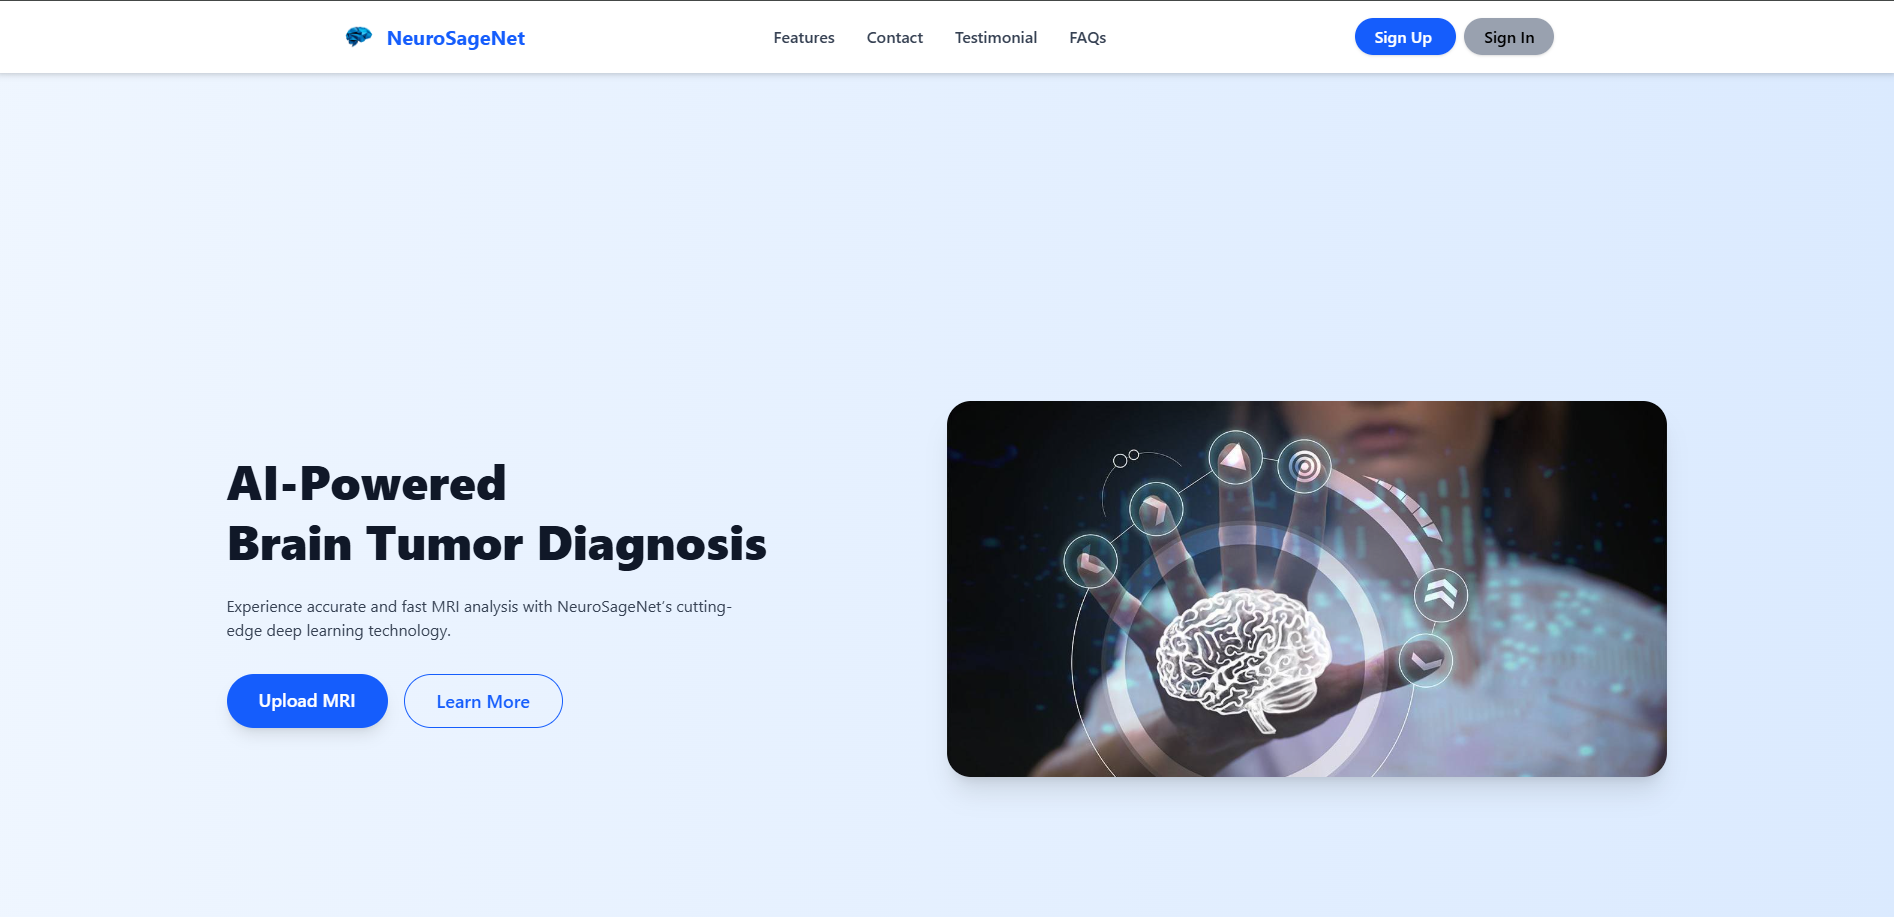 NeuroSageNet
Features
Contact
Testimonial
FAQs
Sign Up
Sign In
AI-Powered
Brain Tumor Diagnosis
Experience accurate and fast MRI analysis with NeuroSageNet’s cutting-
edge deep learning technology.
Upload MRI
Learn More